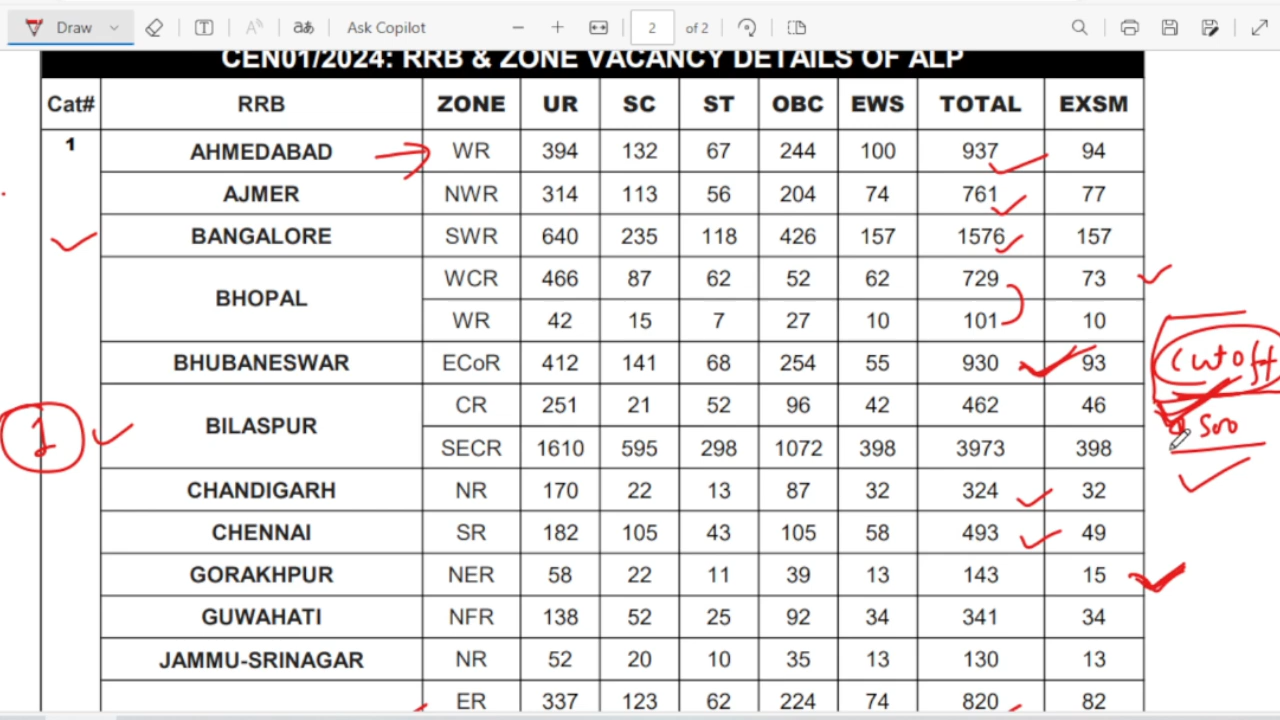 Draw
aあ
Ask Copilot
2
of 2
CEN01/2024: RRB & ZONE VACANCY DETAILS OF ALP
Cat# RRB ZONE UR SC ST OBC EWS TOTAL EXSM
1 AHMEDABAD WR 394 132 67 244 100 937 94
AJMER NWR 314 113 56 204 74 761 77
BANGALORE SWR 640 235 118 426 157 1576 157
BHOPAL WCR 466 87 62 52 62 729 73
WR 42 15 7 27 10 101 10
BHUBANESWAR ECoR 412 141 68 254 55 930 93
Cutoff
BILASPUR CR 251 21 52 96 42 462 46
SECR 1610 595 298 1072 398 3973 398
1
CHANDIGARH NR 170 22 13 87 32 324 32
CHENNAI SR 182 105 43 105 58 493 49
GORAKHPUR NER 58 22 11 39 13 143 15
GUWAHATI NFR 138 52 25 92 34 341 34
JAMMU-SRINAGAR NR 52 20 10 35 13 130 13
ER 337 123 62 224 74 820 82